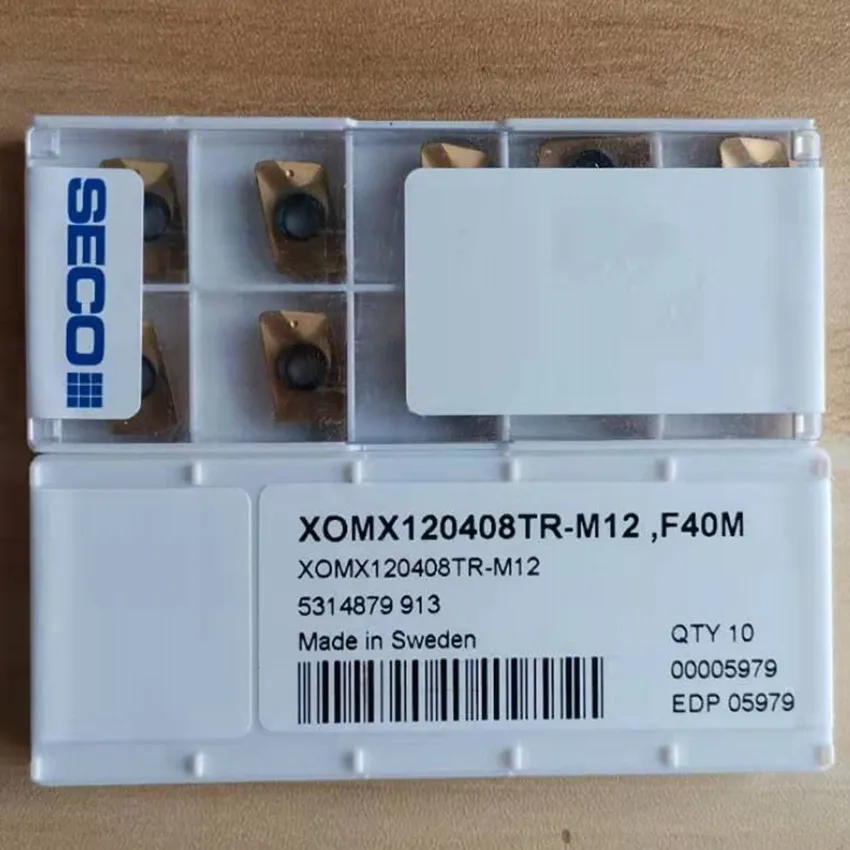 SECO
XOMX120408TR-M12 ,F40M
XOMX120408TR-M12
5314879 913
Made in Sweden
QTY 10
00005979
EDP 05979